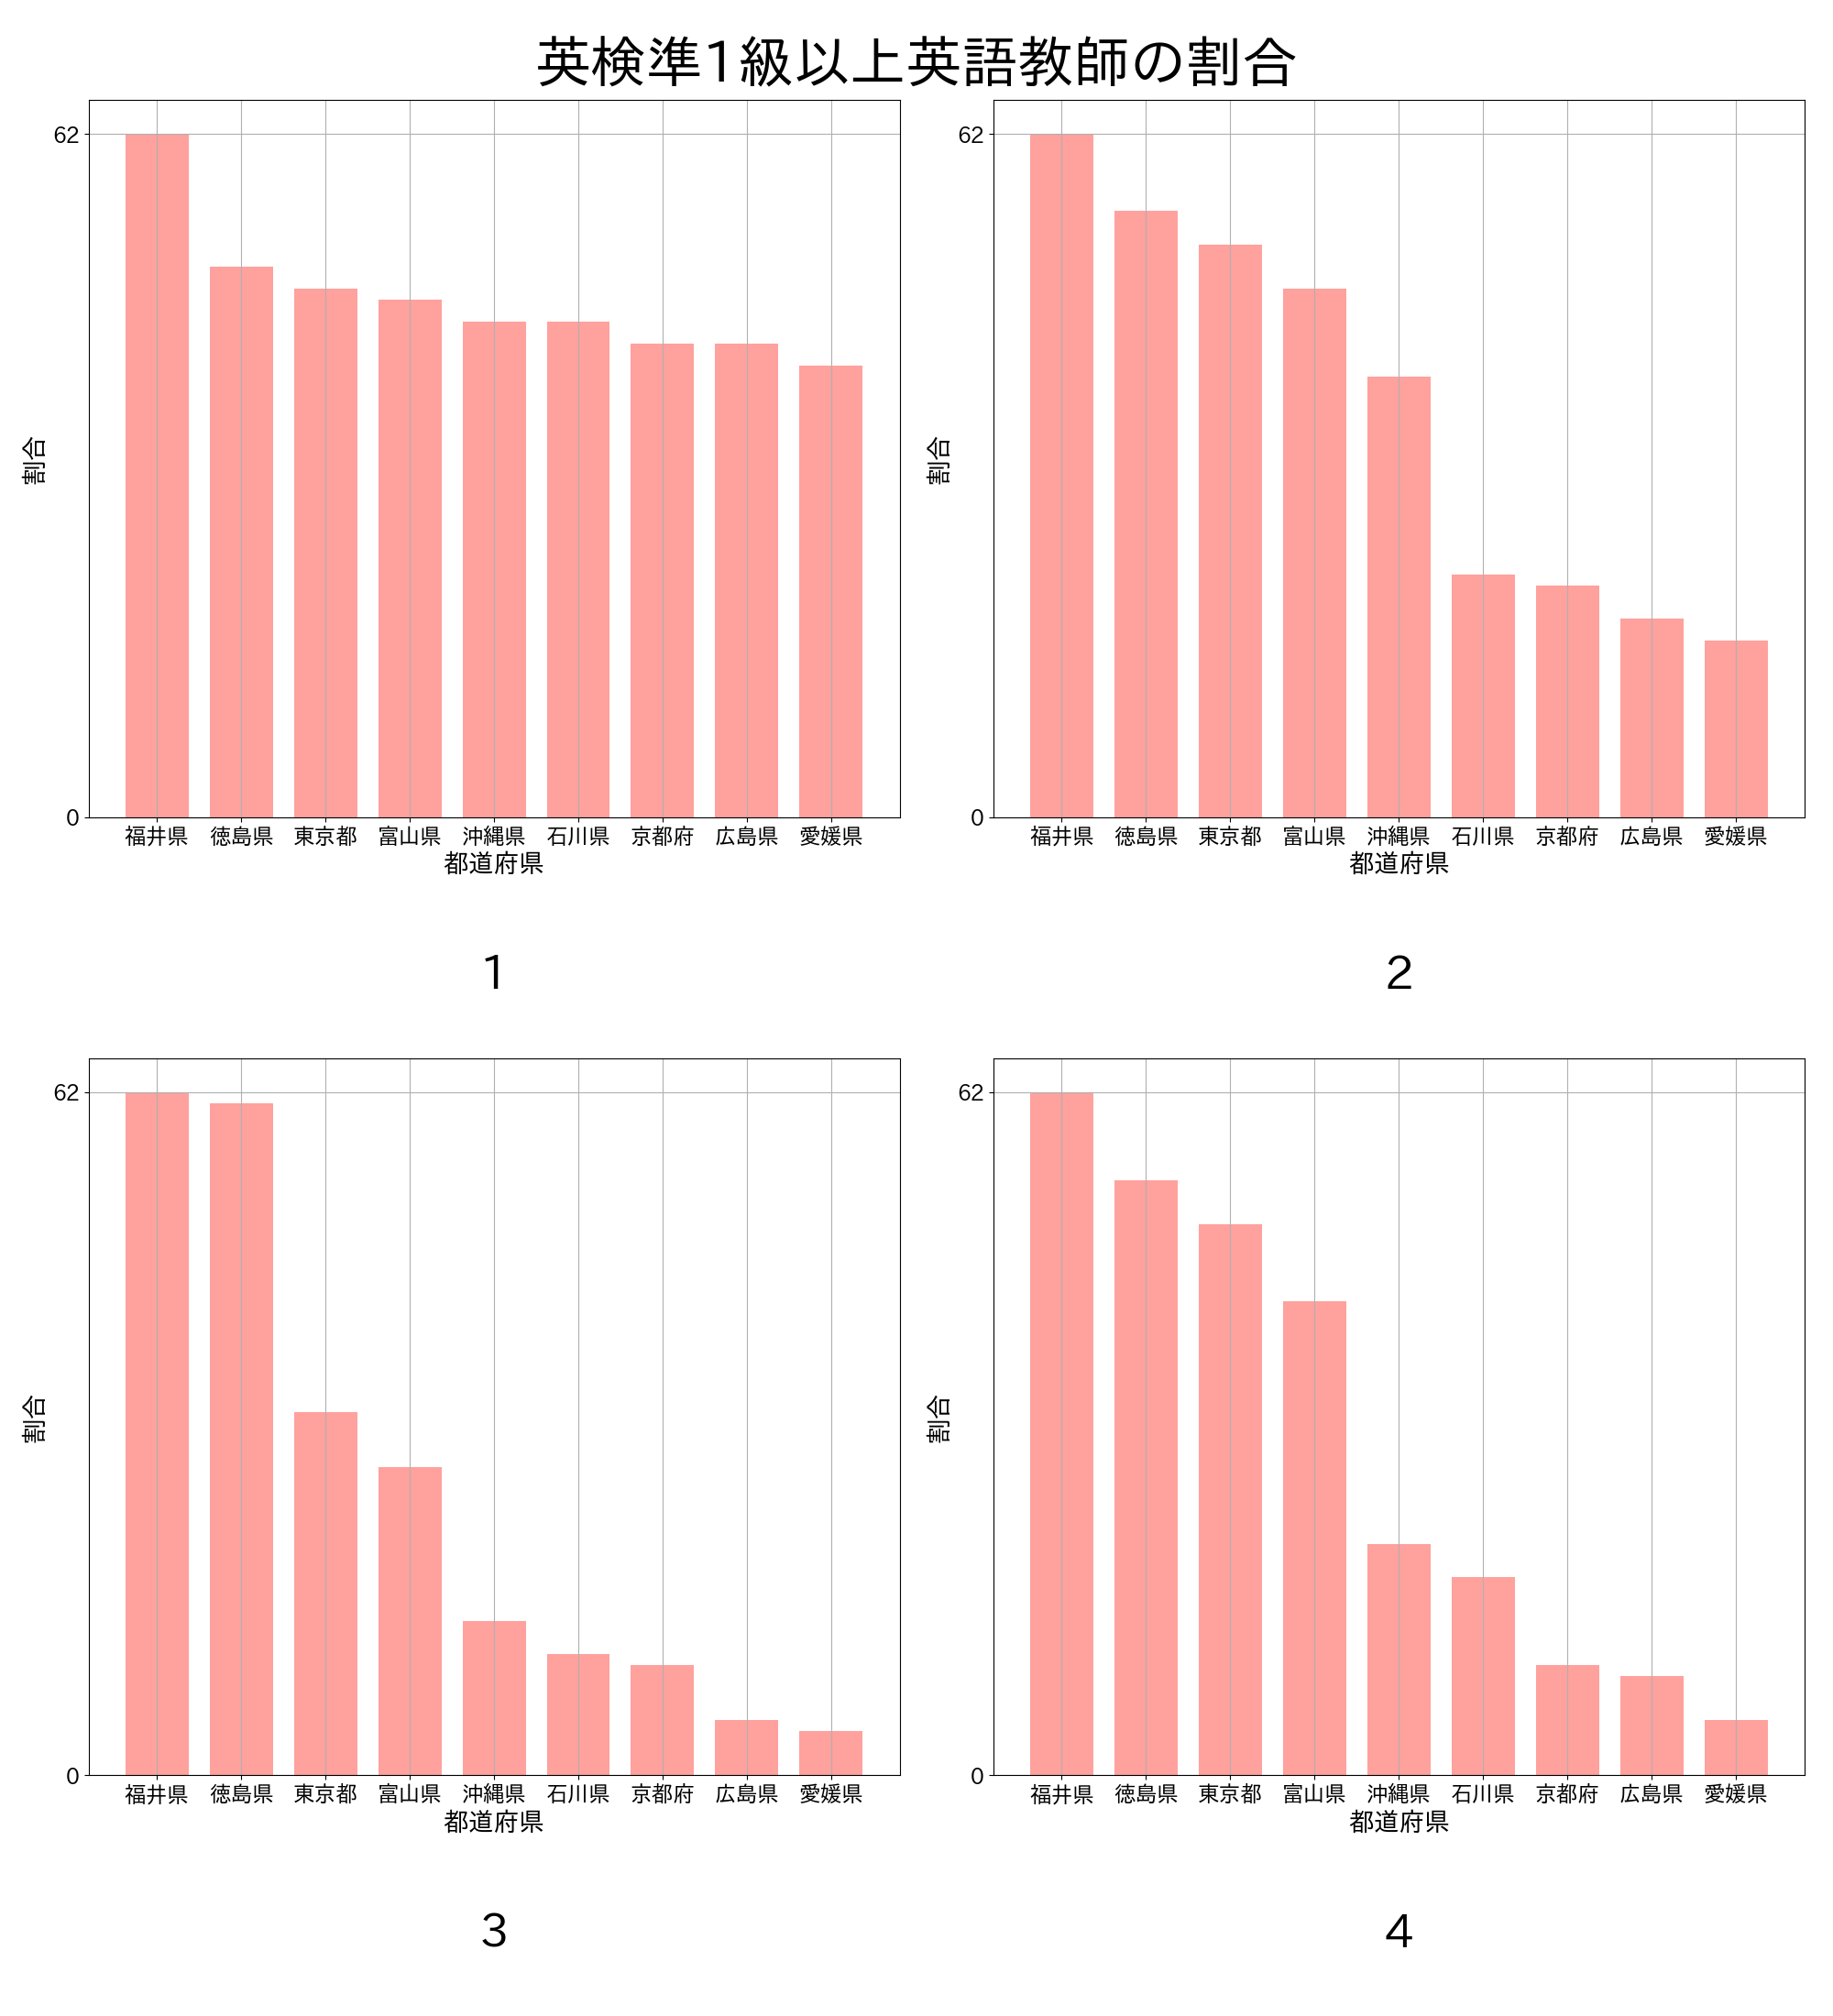 英検準1級以上英語教師の割合
62
0
割合
福井県 徳島県 東京都 富山県 沖縄県 石川県 京都府 広島県 愛媛県
都道府県
1
62
0
割合
福井県 徳島県 東京都 富山県 沖縄県 石川県 京都府 広島県 愛媛県
都道府県
2
62
0
割合
福井県 徳島県 東京都 富山県 沖縄県 石川県 京都府 広島県 愛媛県
都道府県
3
62
0
割合
福井県 徳島県 東京都 富山県 沖縄県 石川県 京都府 広島県 愛媛県
都道府県
4